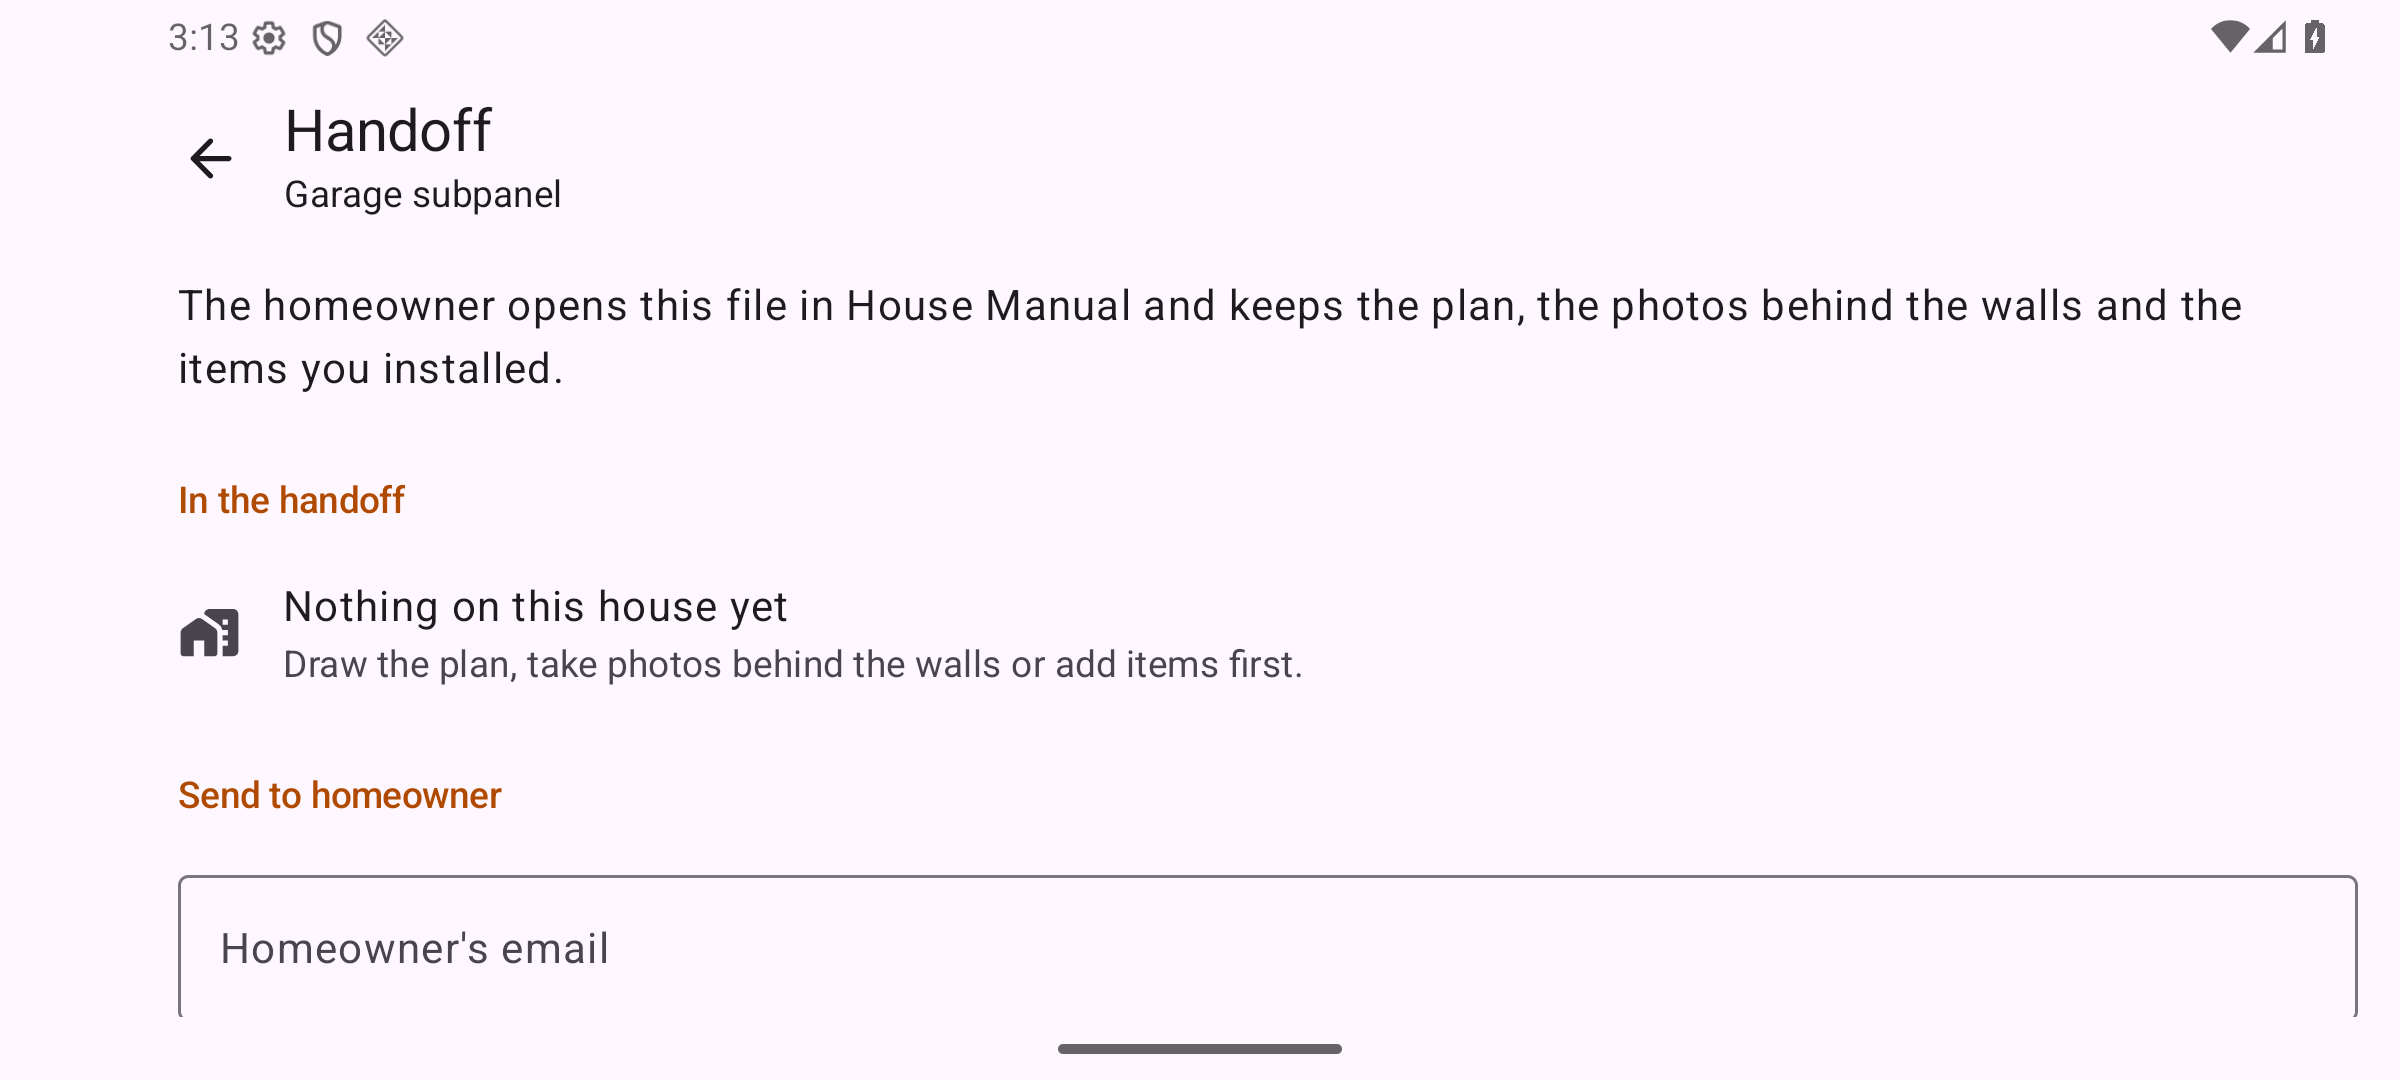 3:13
Handoff
Garage subpanel
The homeowner opens this file in House Manual and keeps the plan, the photos behind the walls and the
items you installed.
In the handoff
Nothing on this house yet
Draw the plan, take photos behind the walls or add items first.
Send to homeowner
Homeowner's email